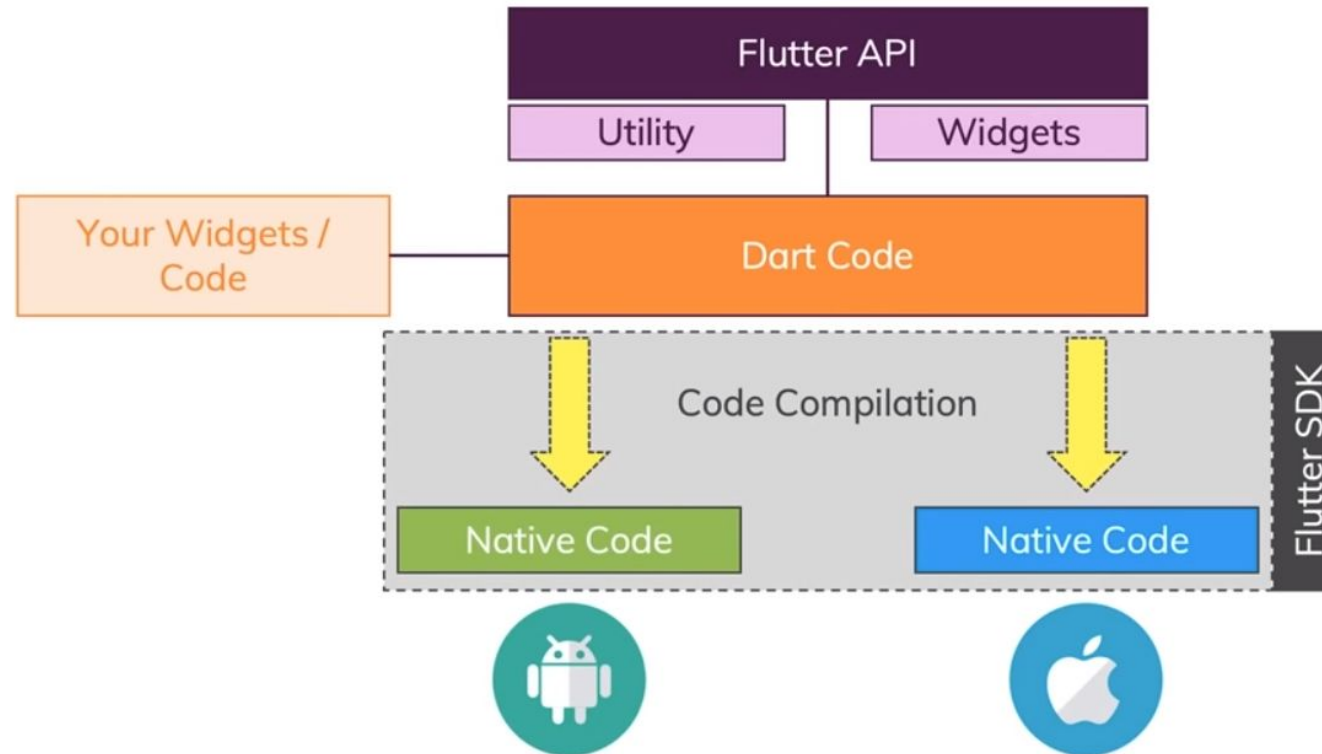 Flutter API
Utility
Widgets
Your Widgets /
Code
Dart Code
Code Compilation
Flutter SDK
Native Code
Native Code